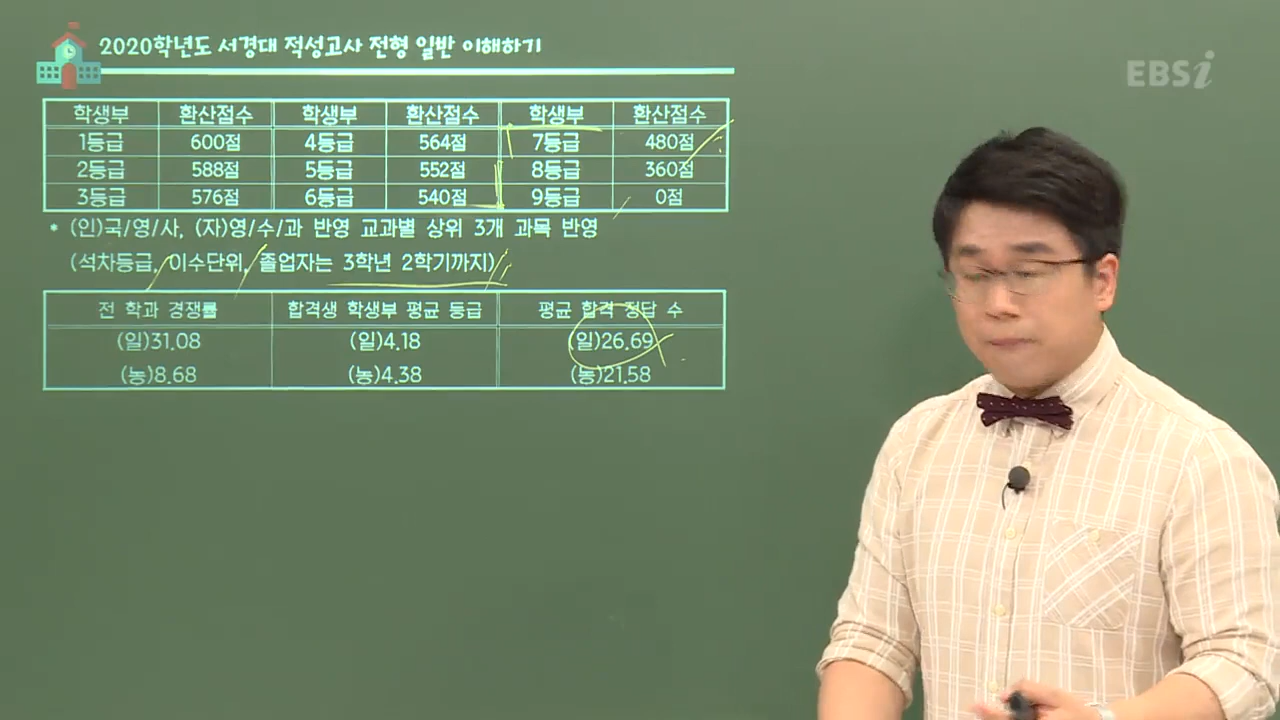 2020학년도 서경대 적성고사 전형 일반 이해하기
EBSi
학생부 환산점수 학생부 환산점수 학생부 환산점수
1등급 600점 4등급 564점 7등급 480점
2등급 588점 5등급 552점 8등급 360점
3등급 576점 6등급 540점 9등급 0점
* (인)국/영/사, (자)영/수/과 반영 교과별 상위 3개 과목 반영
(석차등급, 이수단위, 졸업자는 3학년 2학기까지)
전 학과 경쟁률 합격생 학생부 평균 등급 평균 합격 정답 수
(일)31.08 (일)4.18 (일)26.69
(농)8.68 (농)4.38 (농)21.58